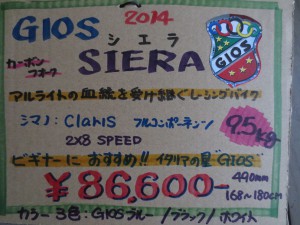 2014
GIOS
シエラ
カーボン
フォーク
SIERA
GIOS
アルライトの血統を受け継ぐレーシングバイク
シマノ:CLARIS フルコンポーネンツ
9.5kg
2X8 SPEED
ビギナーにおすすめ!! イタリアの星"GIOS
¥86,600-
490mm
168~180cm
カラー 3色:GIOSブルー/ブラック/ホワイト